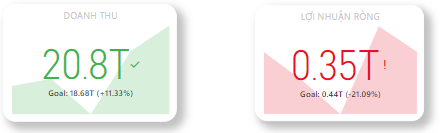 DOANH THU
20.8T
Goal: 18.68T (+11.33%)
LỢI NHUẬN RÒNG
0.35T!
Goal: 0.44T (-21.09%)